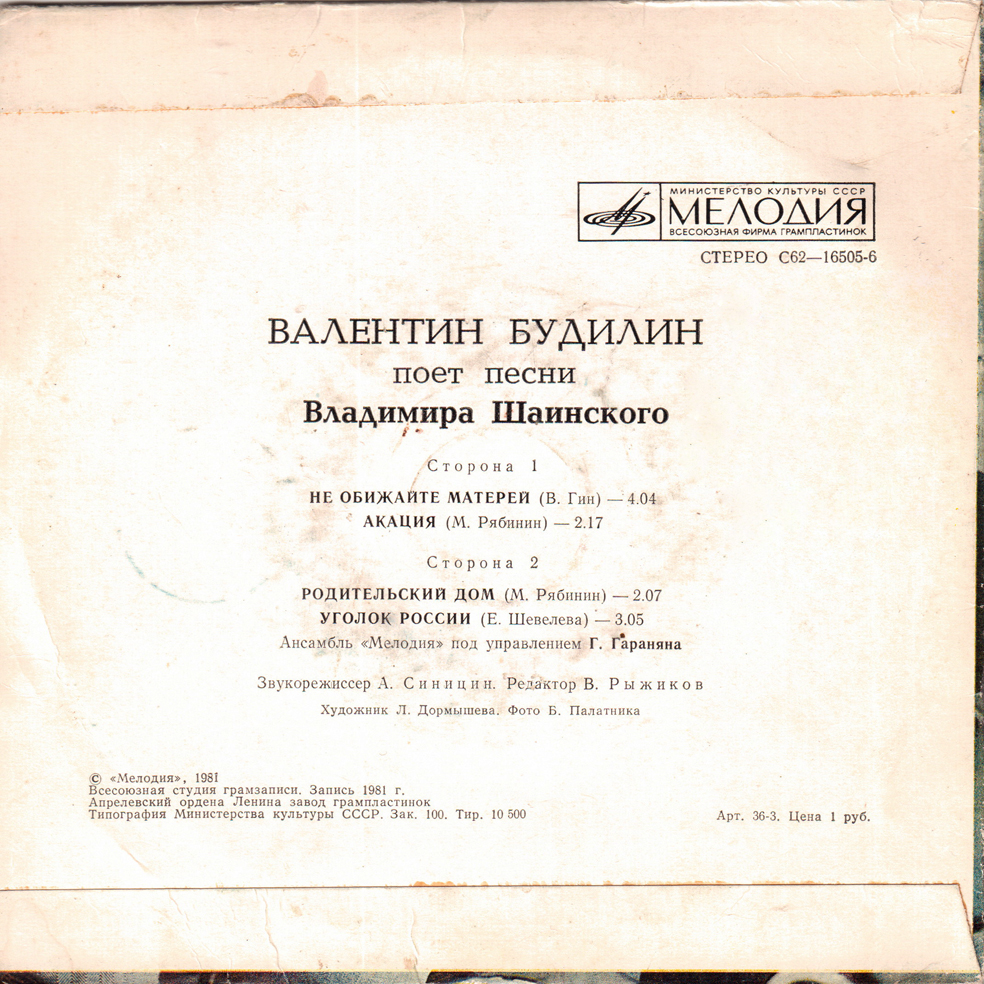 МИНИСТЕРСТВО КУЛЬТУРЫ СССР
МЕЛОДИЯ
ВСЕСОЮЗНАЯ ФИРМА ГРАМПЛАСТИНОК
СТЕРЕО С62—16505-6
ВАЛЕНТИН БУДИЛИН
поет песни
Владимира Шаинского
Сторона 1
НЕ ОБИЖАЙТЕ МАТЕРЕЙ (В. Гин) — 4.04
АКАЦИЯ (М. Рябинин) — 2.17
Сторона 2
РОДИТЕЛЬСКИЙ ДОМ (М. Рябинин) — 2.07
УГОЛОК РОССИИ (Е. Шевелева) — 3.05
Ансамбль «Мелодия» под управлением Г. Гараняна
Звукорежиссер А. Синицин. Редактор В. Рыжиков
Художник Л. Дормышева. Фото Б. Палатника
© «Мелодия», 1981
Всесоюзная студия грамзаписи. Запись 1981 г.
Апрелевский ордена Ленина завод грампластинок
Типография Министерства культуры СССР. Зак. 100. Тир. 10 500
Арт. 36-3. Цена 1 руб.